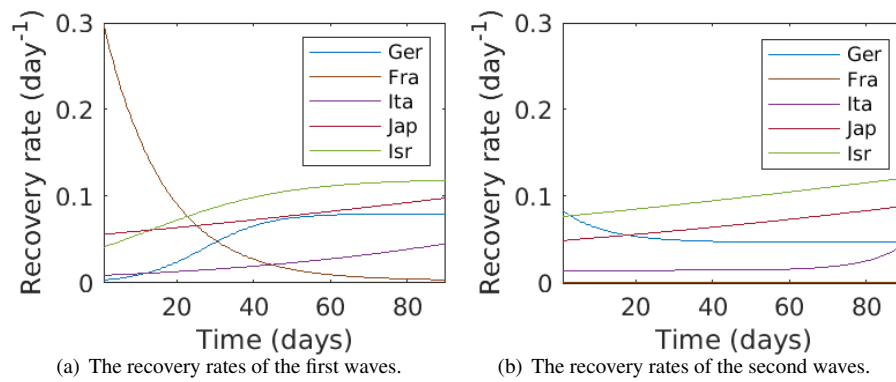 0.3
0.2
0.1
0
Recovery rate (day-1)
Ger
Fra
Ita
Jap
Isr
20 40 60 80
Time (days)
(a) The recovery rates of the first waves.
0.3
0.2
0.1
0
Recovery rate (day-1)
Ger
Fra
Ita
Jap
Isr
20 40 60 80
Time (days)
(b) The recovery rates of the second waves.